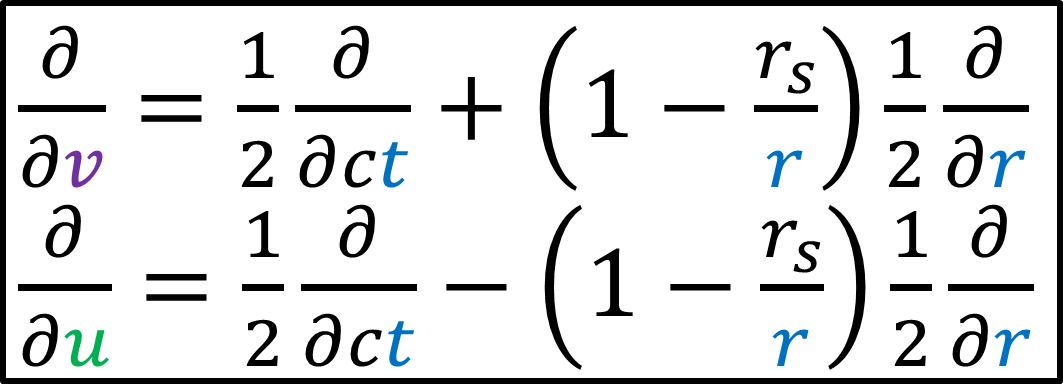 ∂/∂v = 1/2 ∂/∂ct + (1 − r_s/r) 1/2 ∂/∂r
∂/∂u = 1/2 ∂/∂ct − (1 − r_s/r) 1/2 ∂/∂r